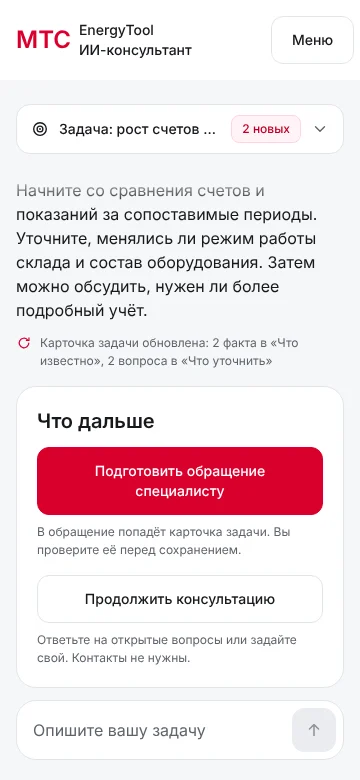 МТС
EnergyTool
ИИ-консультант
Меню
Задача: рост счетов ...
2 новых
Начните со сравнения счетов и
показаний за сопоставимые периоды.
Уточните, менялись ли режим работы
склада и состав оборудования. Затем
можно обсудить, нужен ли более
подробный учёт.
Карточка задачи обновлена: 2 факта в «Что
известно», 2 вопроса в «Что уточнить»
Что дальше
Подготовить обращение
специалисту
В обращение попадёт карточка задачи. Вы
проверите её перед сохранением.
Продолжить консультацию
Ответьте на открытые вопросы или задайте
свой. Контакты не нужны.
Опишите вашу задачу